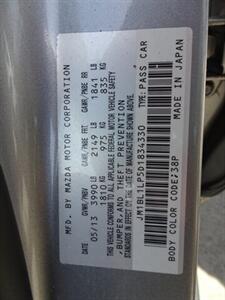 MFD. BY MAZDA MOTOR CORPORATION
GVWR/PNBV GAWR/PNBE FRT GAWR/PNBE RR
05/13 3990 LB 2149 LB 1841 LB
1810 KG 975 KG 835 KG
THIS VEHICLE CONFORMS TO ALL APPLICABLE FEDERAL MOTOR VEHICLE SAFETY
, BUMPER, AND THEFT PREVENTION STANDARDS IN EFFECT ON THE DATE OF MANUFACTURE SHOWN ABOVE.
JM1BL1LP5D1834330 TYPE:PASS CAR
BODY COLOR CODE:38P MADE IN JAPAN